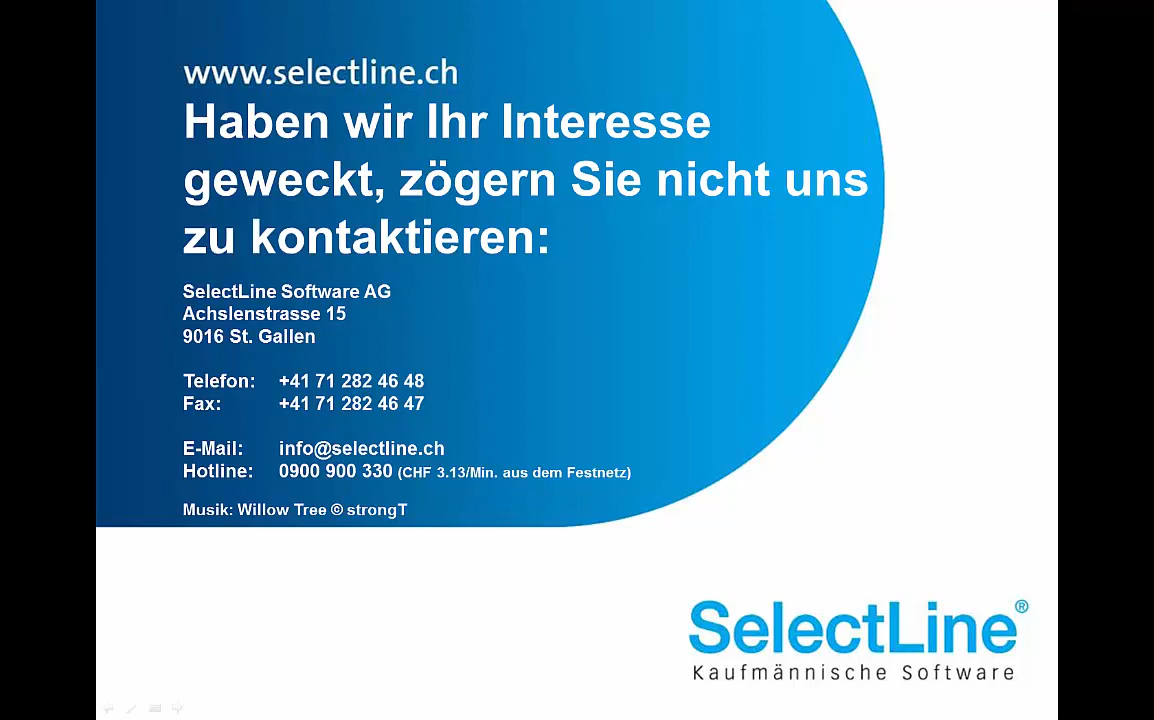 www.selectline.ch
Haben wir Ihr Interesse
geweckt, zögern Sie nicht uns
zu kontaktieren:
SelectLine Software AG
Achslenstrasse 15
9016 St. Gallen
Telefon: +41 71 282 46 48
Fax: +41 71 282 46 47
E-Mail: info@selectline.ch
Hotline: 0900 900 330 (CHF 3.13/Min. aus dem Festnetz)
Musik: Willow Tree © strongT
SelectLine®
Kaufmännische Software